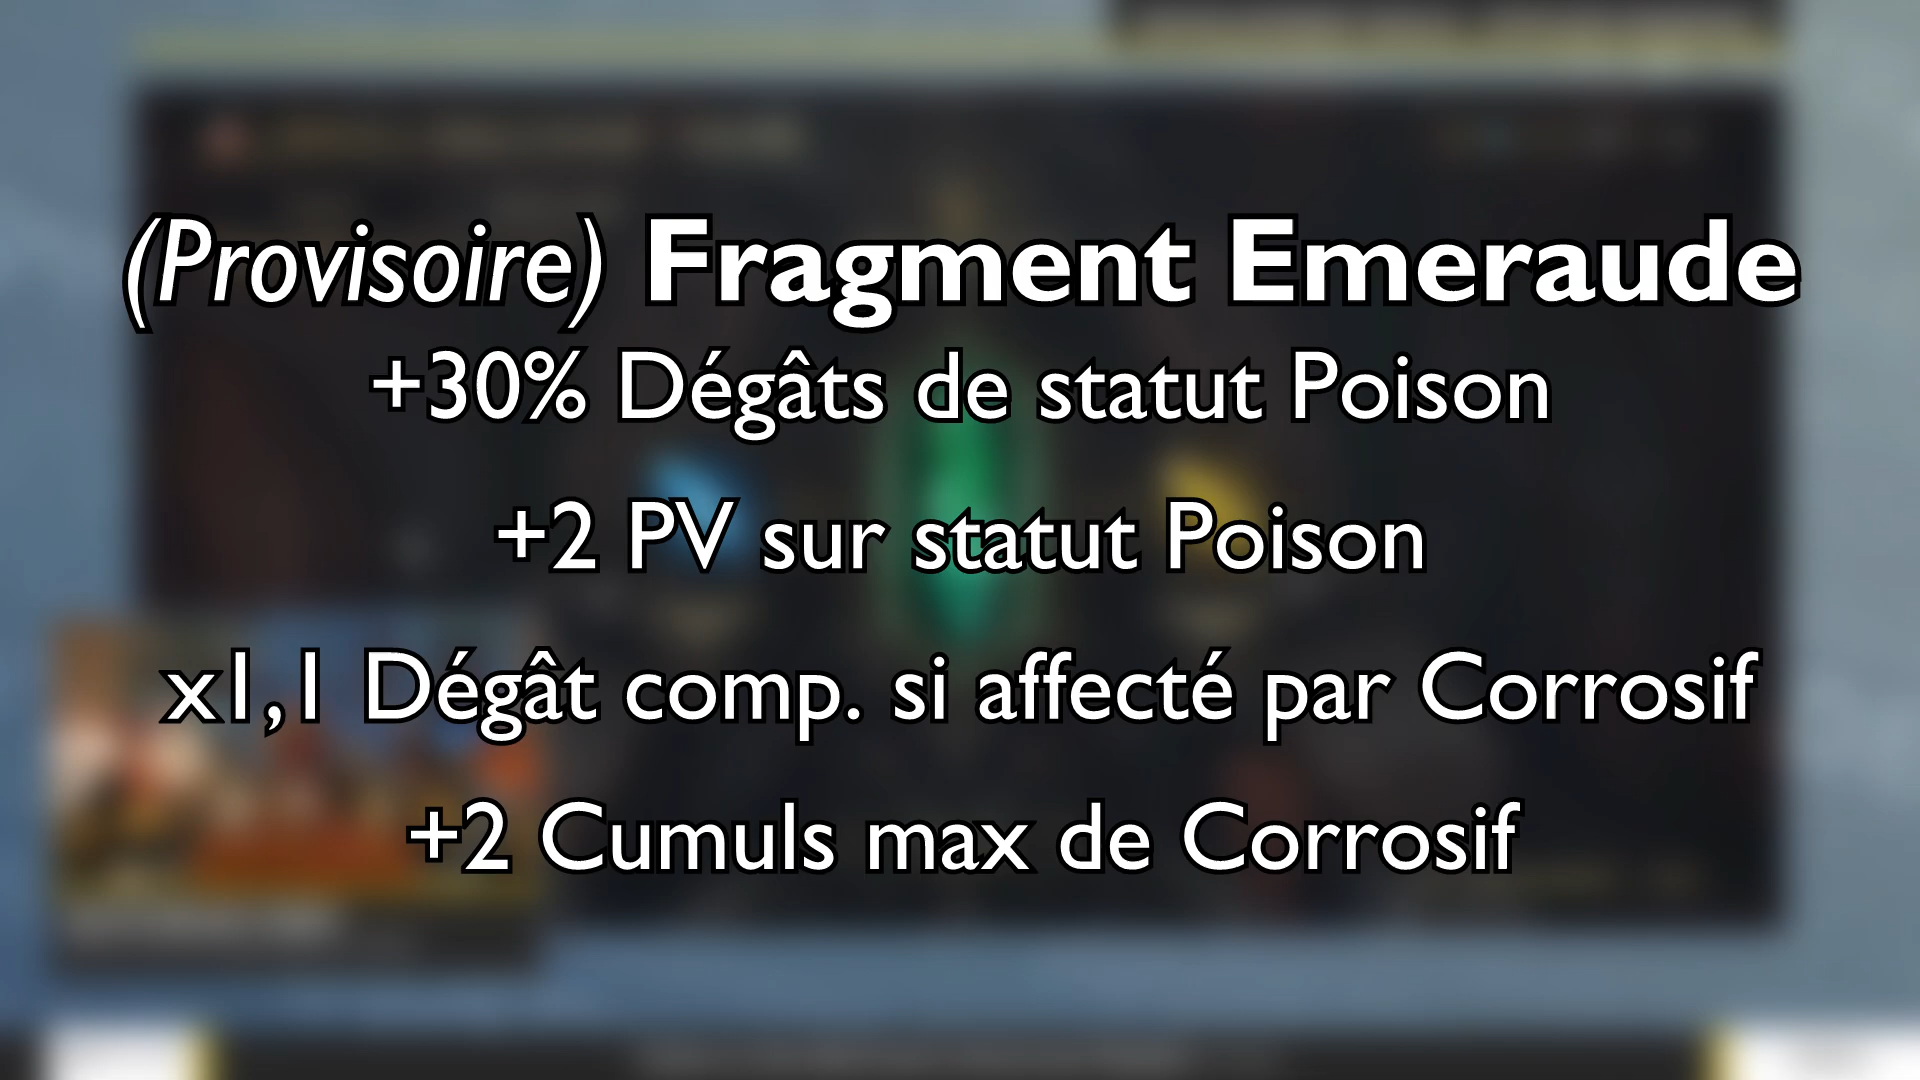 (Provisoire) Fragment Emeraude
+30% Dégâts de statut Poison
+2 PV sur statut Poison
x1,1 Dégât comp. si affecté par Corrosif
+2 Cumuls max de Corrosif